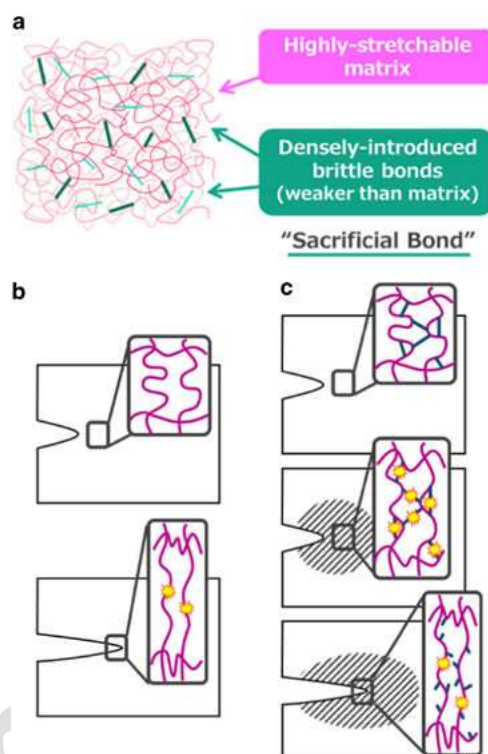 a
Highly-stretchable
matrix
Densely-introduced
brittle bonds
(weaker than matrix)
"Sacrificial Bond"
b
c